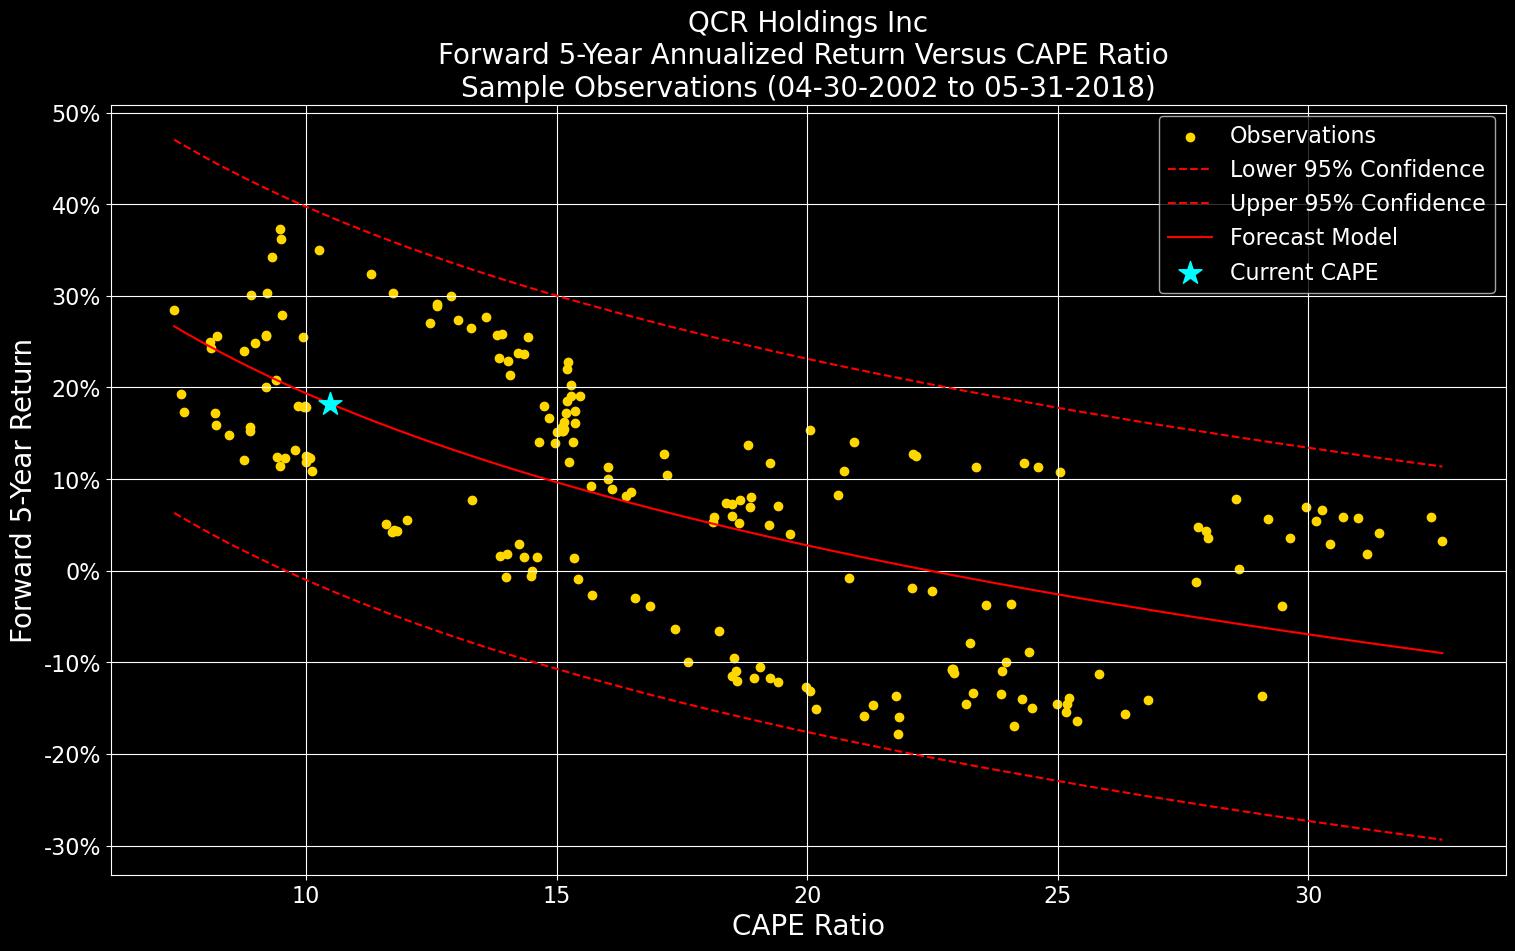 QCR Holdings Inc
Forward 5-Year Annualized Return Versus CAPE Ratio
Sample Observations (04-30-2002 to 05-31-2018)
Observations
Lower 95% Confidence
Upper 95% Confidence
Forecast Model
Current CAPE
Forward 5-Year Return
50%
40%
30%
20%
10%
0%
-10%
-20%
-30%
10 15 20 25 30
CAPE Ratio